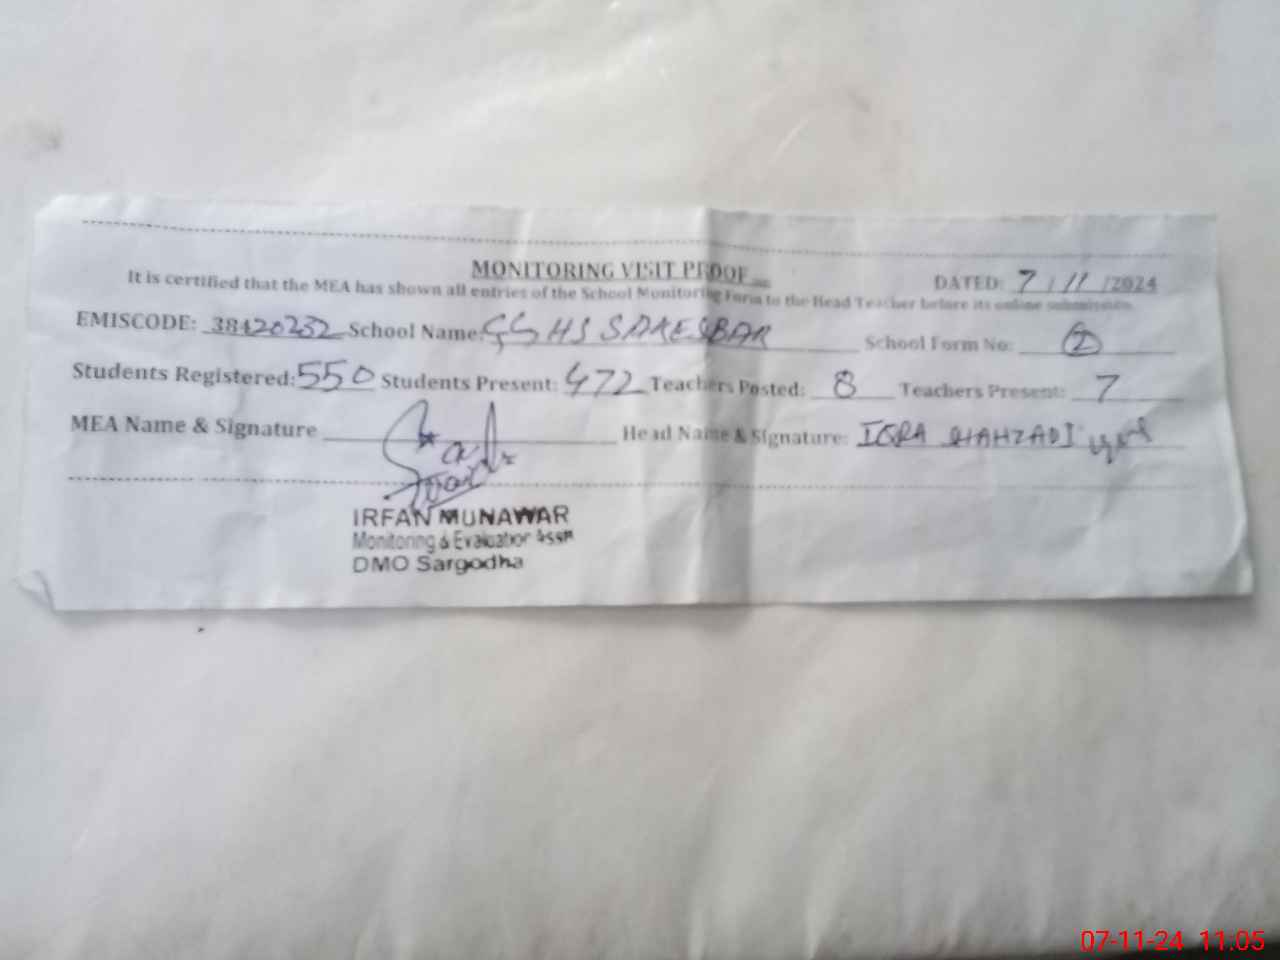 MONITORING VISIT PROOF
DATED: 7 / 11 /2024
It is certified that the MEA has shown all entries of the School Monitoring Form to the Head Teacher before its online submission.
EMISCODE: 38420232 School Name: GGHS SAKESBAR School Form No: 2
Students Registered: 550 Students Present: 472 Teachers Posted: 8 Teachers Present: 7
MEA Name & Signature Head Name & Signature: IQRA SHAHZADI
IRFAN MUNAWAR
Monitoring & Evaluation Asstt
DMO Sargodha
07-11-24 11:05